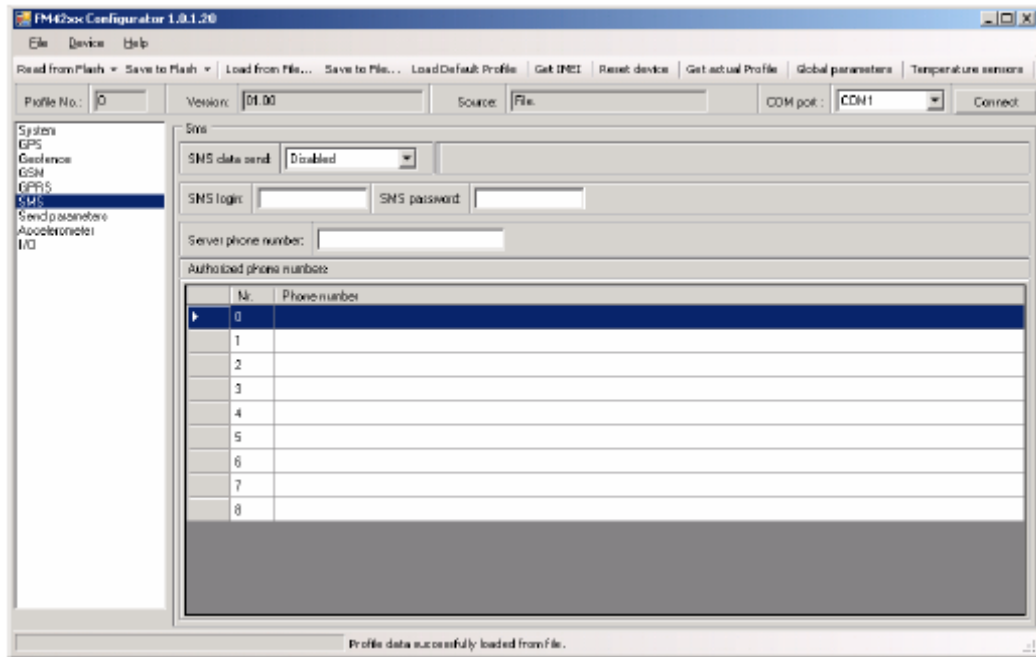 FM42xx Configurator 1.0.1.20
File Device Help
Read from Flash Save to Flash Load from File... Save to File... Load Default Profile Get IMEI Reset device Get actual Profile Global parameters Temperature sensors
Profile No.: 0 Version: 01.00 Source: File. COM port: COM1 Connect
System
GPS
Geofence
GSM
GPRS
SMS
Send parameters
Accelerometer
I/O
Sms
SMS data send: Disabled
SMS login: SMS password:
Server phone number:
Authorized phone numbers
Nr. Phone number
0
1
2
3
4
5
6
7
8
Profile data successfully loaded from file.